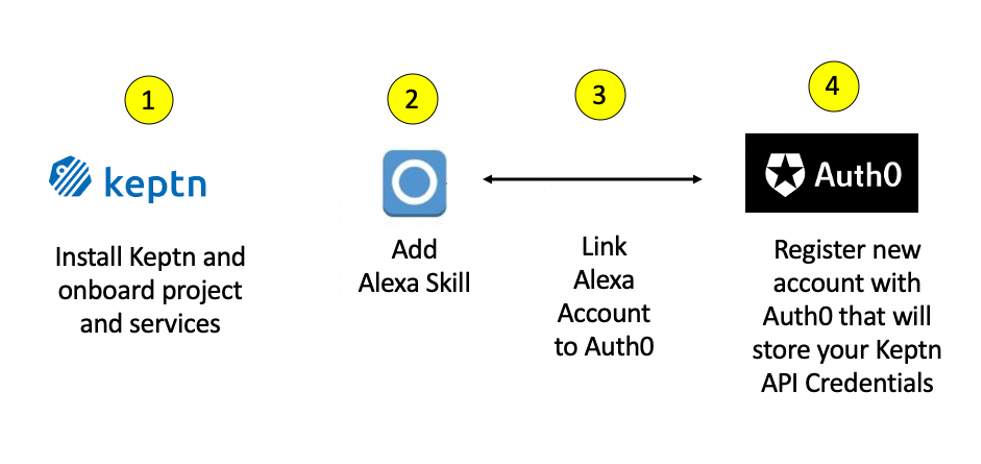 1
2
3
4
keptn
Auth0
Install Keptn and
onboard project
and services
Add
Alexa Skill
Link
Alexa
Account
to Auth0
Register new
account with
Auth0 that will
store your Keptn
API Credentials